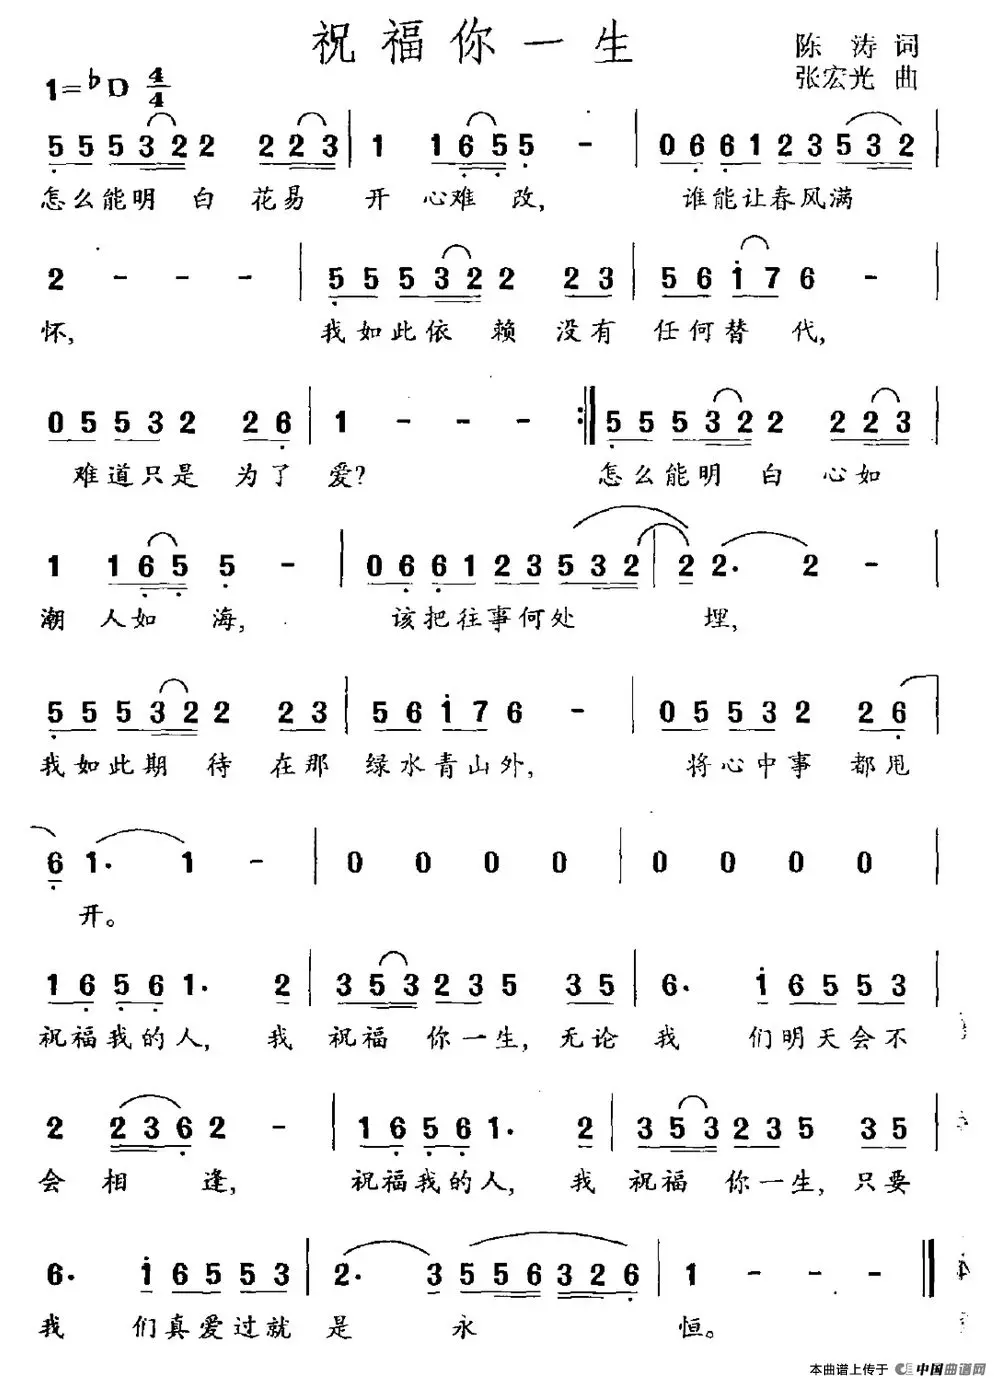 祝福你一生
陈涛 词
张宏光 曲
1=♭D 4/4
5 5 5 3 2 2 2 2 3 | 1 1 6 5 5 - | 0 6 6 1 2 3 5 3 2 |
怎么能明白花易开心难改, 谁能让春风满
2 - - - | 5 5 5 3 2 2 2 3 | 5 6 i 7 6 - |
怀, 我如此依赖没有任何替代,
0 5 5 3 2 2 6 | 1 - - - :| 5 5 5 3 2 2 2 2 3 |
难道只是为了爱? 怎么能明白心如
1 1 6 5 5 - | 0 6 6 1 2 3 5 3 2 | 2 2. 2 - |
潮人如海, 该把往事何处埋,
5 5 5 3 2 2 2 3 | 5 6 i 7 6 - | 0 5 5 3 2 2 6 |
我如此期待在那绿水青山外, 将心中事都甩
6 1. 1 - | 0 0 0 0 | 0 0 0 0 |
开。
1 6 5 6 1. 2 | 3 5 3 2 3 5 3 5 | 6. i 6 5 5 3 |
祝福我的人, 我祝福你一生, 无论我们明天会不
2 2 3 6 2 - | 1 6 5 6 1. 2 | 3 5 3 2 3 5 3 5 |
会相逢, 祝福我的人, 我祝福你一生, 只要
6. i 6 5 5 3 | 2. 3 5 5 6 3 2 6 | 1 - - - ||
我们真爱过就是永恒。
本曲谱上传于 中国曲谱网